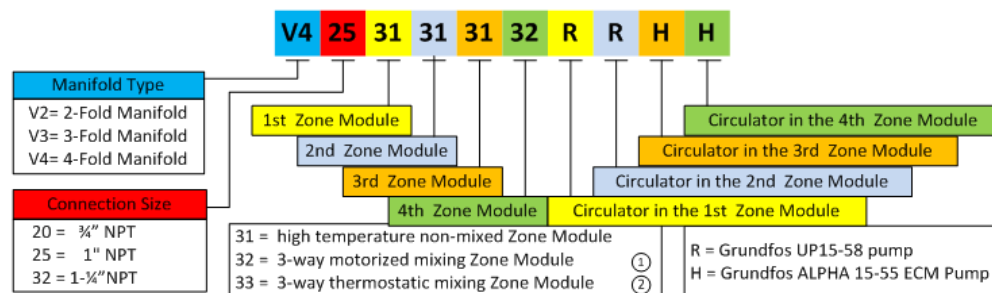 V4 25 31 31 31 32 R R H H
Manifold Type
V2= 2-Fold Manifold
V3= 3-Fold Manifold
V4= 4-Fold Manifold
Connection Size
20 = ¾” NPT
25 = 1" NPT
32 = 1-¼”NPT
1st Zone Module
2nd Zone Module
3rd Zone Module
4th Zone Module
Circulator in the 4th Zone Module
Circulator in the 3rd Zone Module
Circulator in the 2nd Zone Module
Circulator in the 1st Zone Module
31 = high temperature non-mixed Zone Module
32 = 3-way motorized mixing Zone Module ①
33 = 3-way thermostatic mixing Zone Module ②
R = Grundfos UP15-58 pump
H = Grundfos ALPHA 15-55 ECM Pump